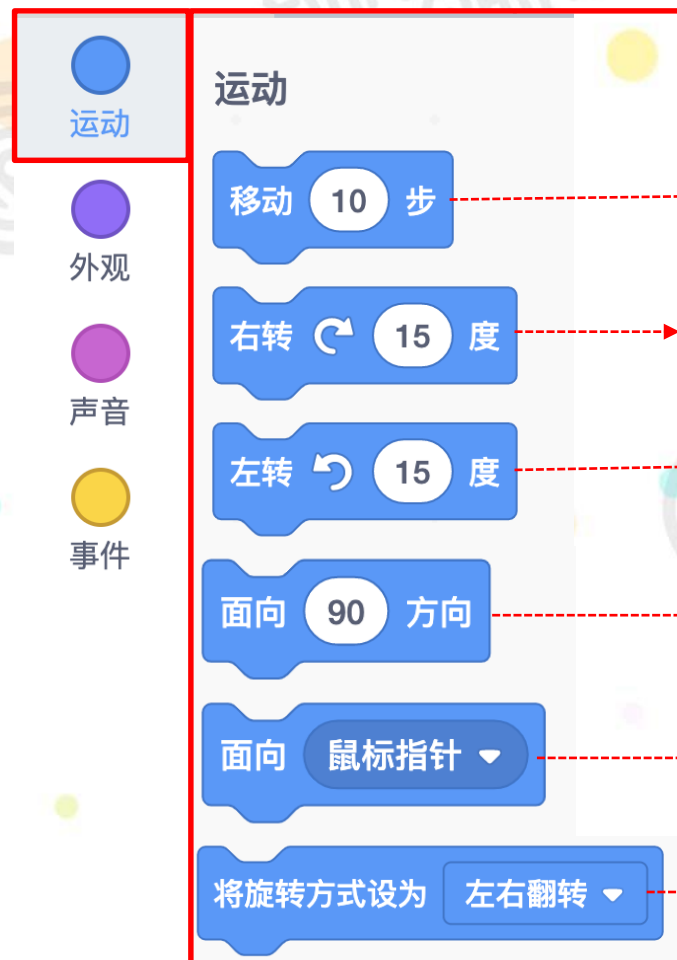 运动
外观
声音
事件
运动
移动 10 步
右转 15 度
左转 15 度
面向 90 方向
面向 鼠标指针
将旋转方式设为 左右翻转